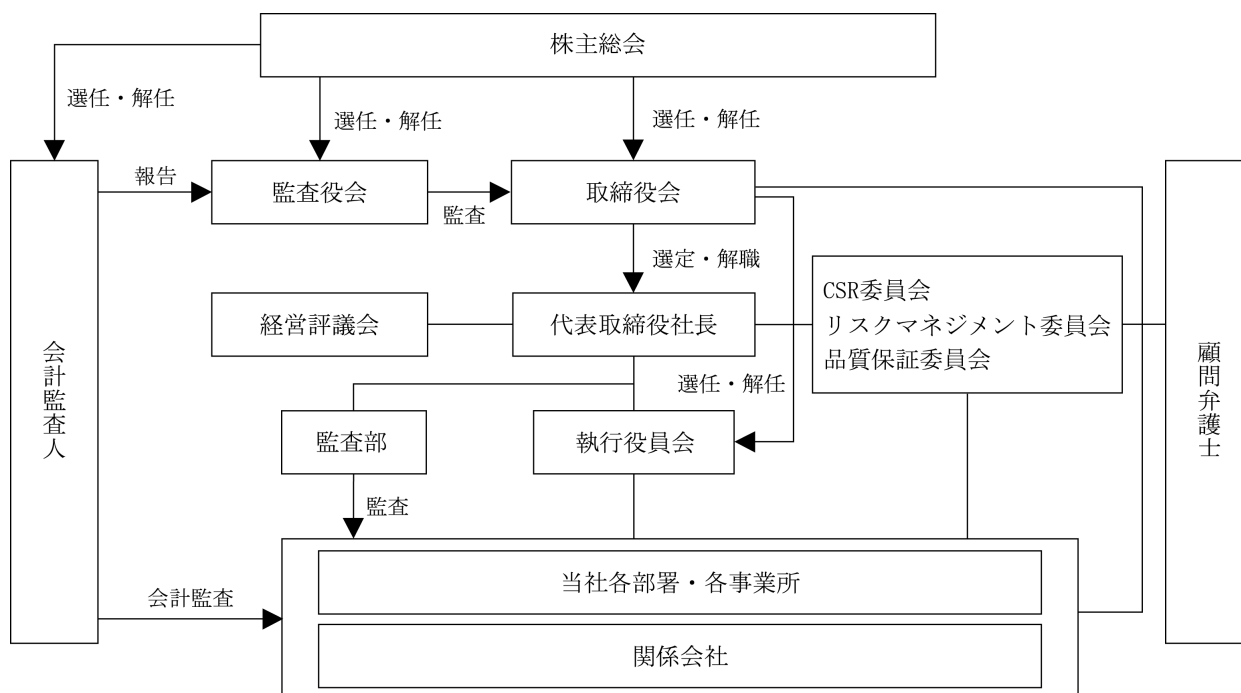 株主総会
選任・解任
選任・解任
選任・解任
報告
監査役会
監査
取締役会
選定・解職
経営評議会
代表取締役社長
CSR委員会
リスクマネジメント委員会
品質保証委員会
選任・解任
会計監査人
顧問弁護士
監査部
執行役員会
監査
当社各部署・各事業所
会計監査
関係会社